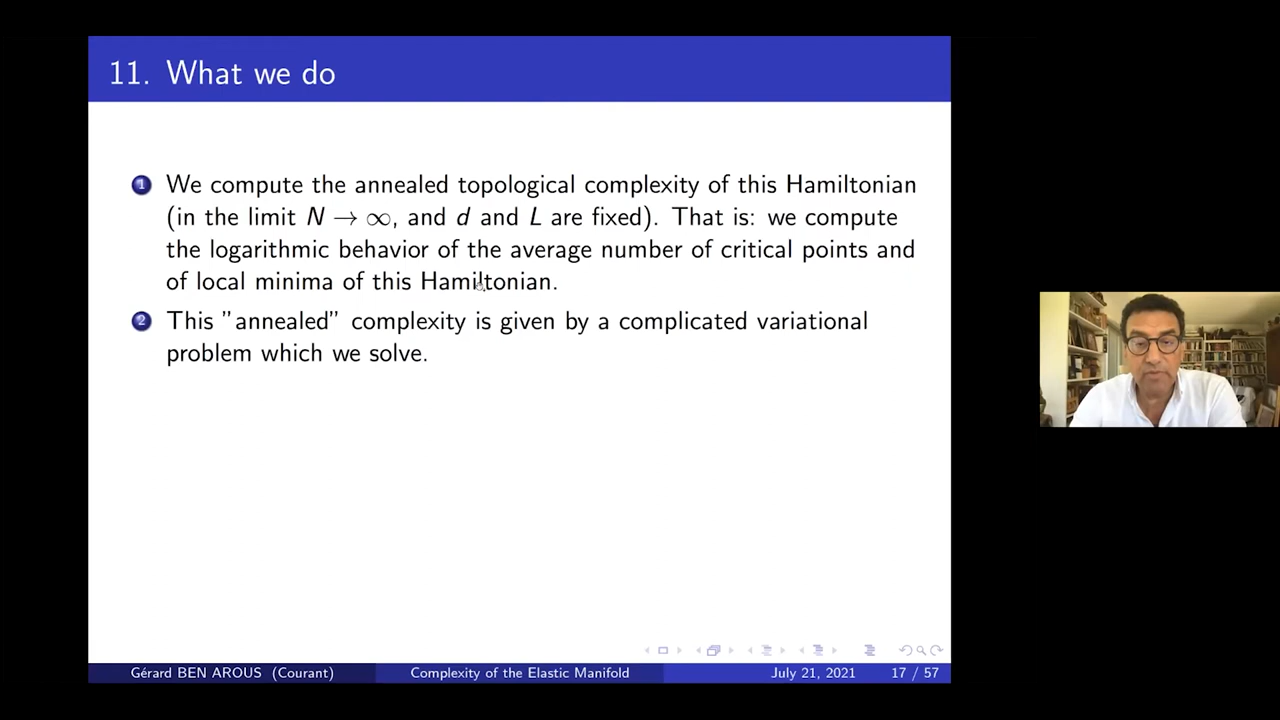 11. What we do
1 We compute the annealed topological complexity of this Hamiltonian
(in the limit N → ∞, and d and L are fixed). That is: we compute
the logarithmic behavior of the average number of critical points and
of local minima of this Hamiltonian.
2 This "annealed" complexity is given by a complicated variational
problem which we solve.
Gérard BEN AROUS (Courant) Complexity of the Elastic Manifold July 21, 2021 17 / 57